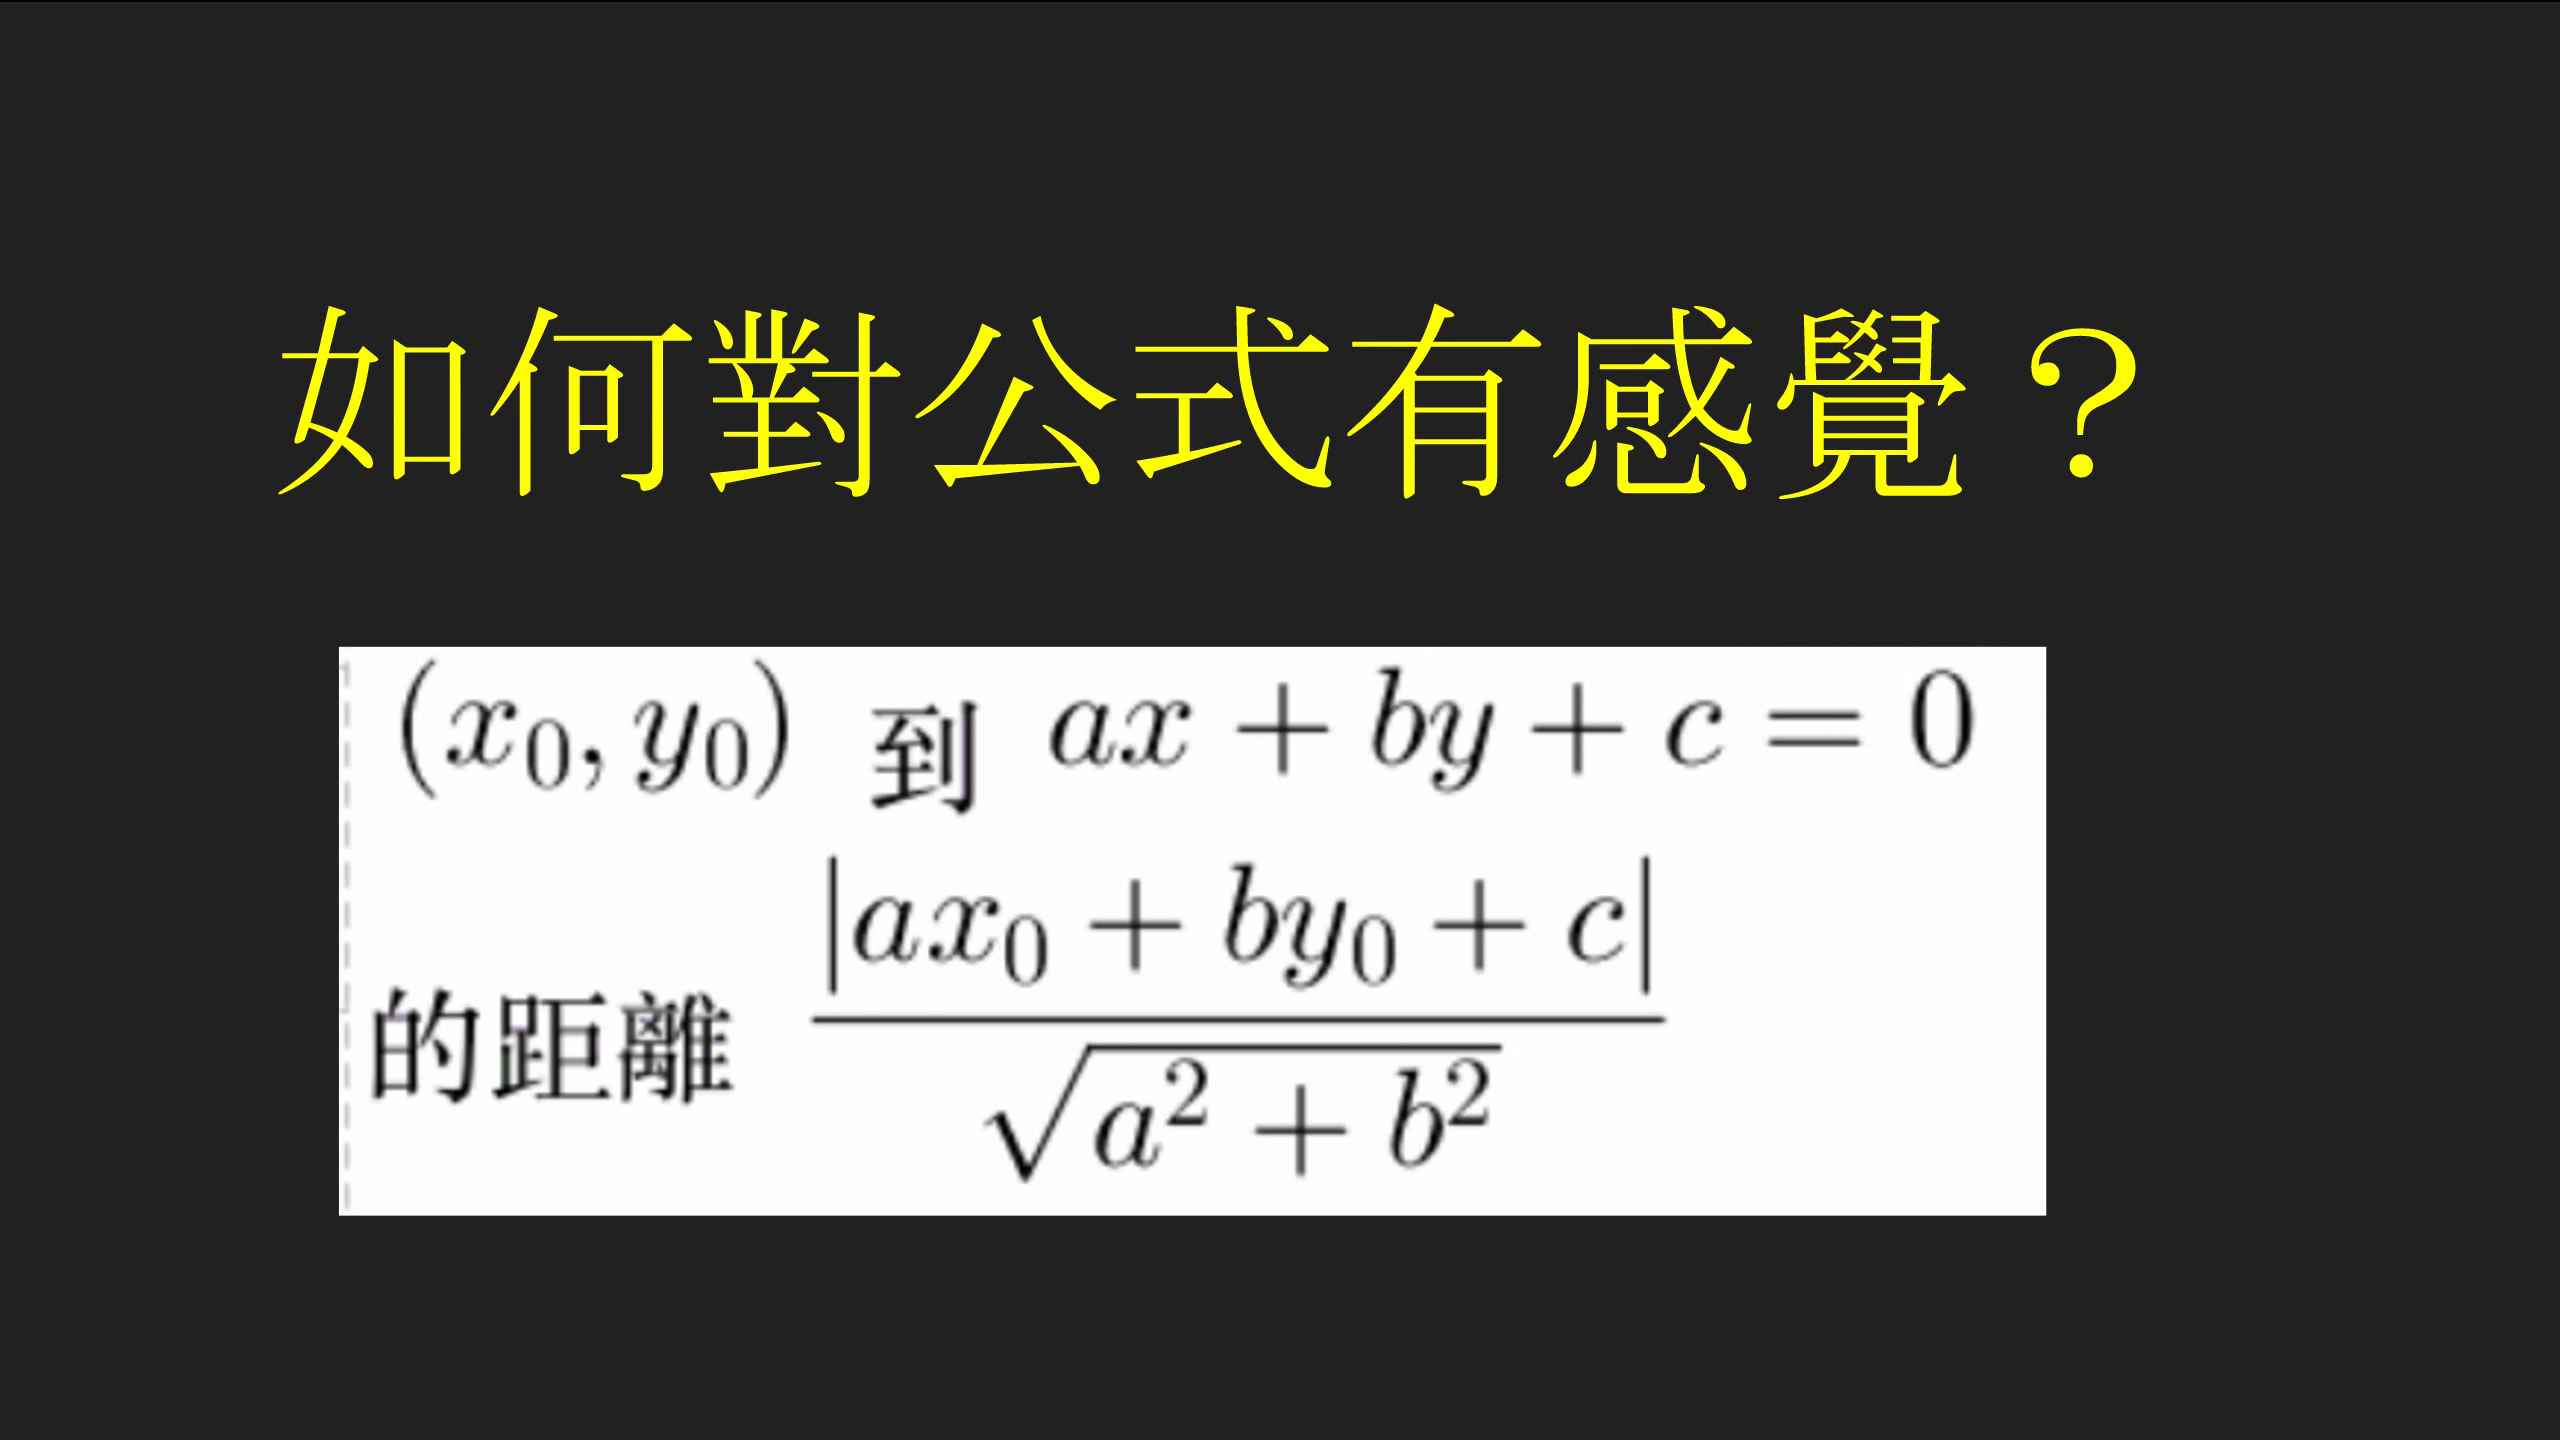 如何對公式有感覺？
(x₀, y₀) 到 ax + by + c = 0
的距離 |ax₀ + by₀ + c| / √(a² + b²)